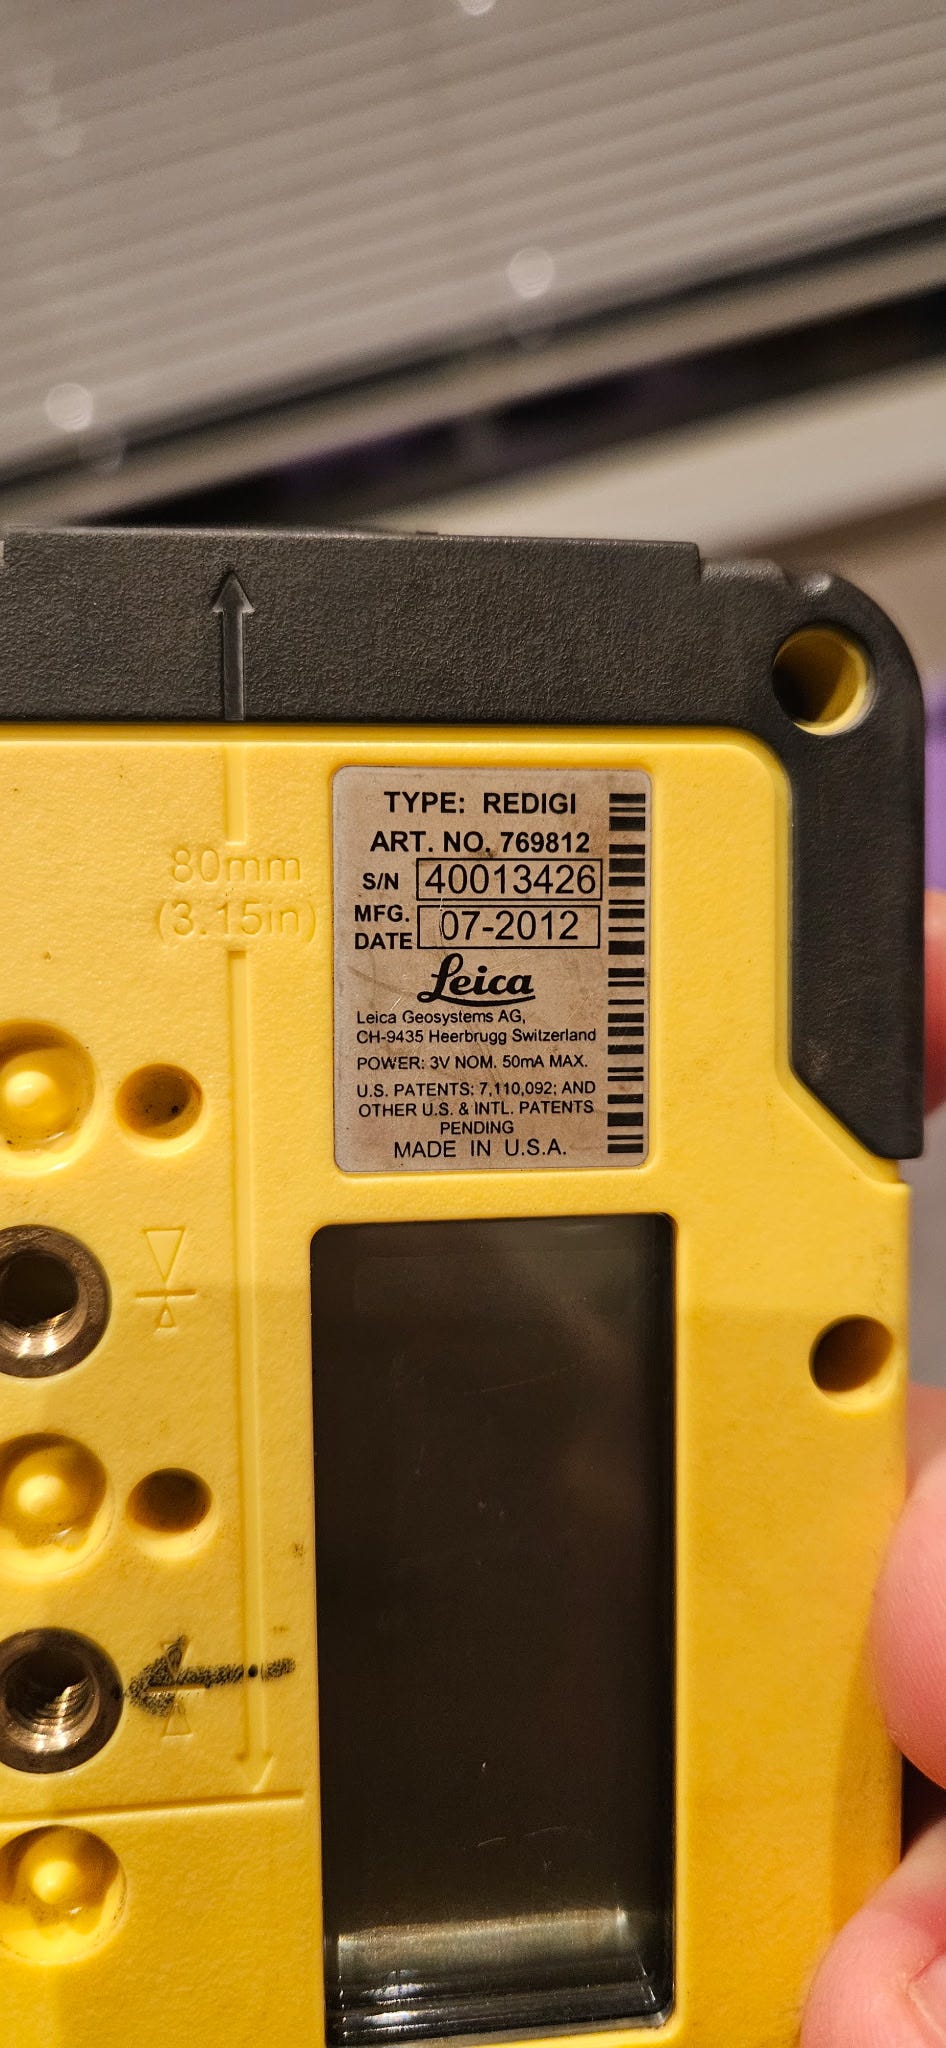 80mm
(3.15in)
TYPE: REDIGI
ART. NO. 769812
S/N 40013426
MFG. DATE 07-2012
Leica
Leica Geosystems AG,
CH-9435 Heerbrugg Switzerland
POWER: 3V NOM. 50mA MAX.
U.S. PATENTS: 7,110,092; AND
OTHER U.S. & INTL. PATENTS
PENDING
MADE IN U.S.A.